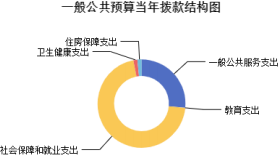 一般公共预算当年拨款结构图
住房保障支出
卫生健康支出
一般公共服务支出
教育支出
社会保障和就业支出